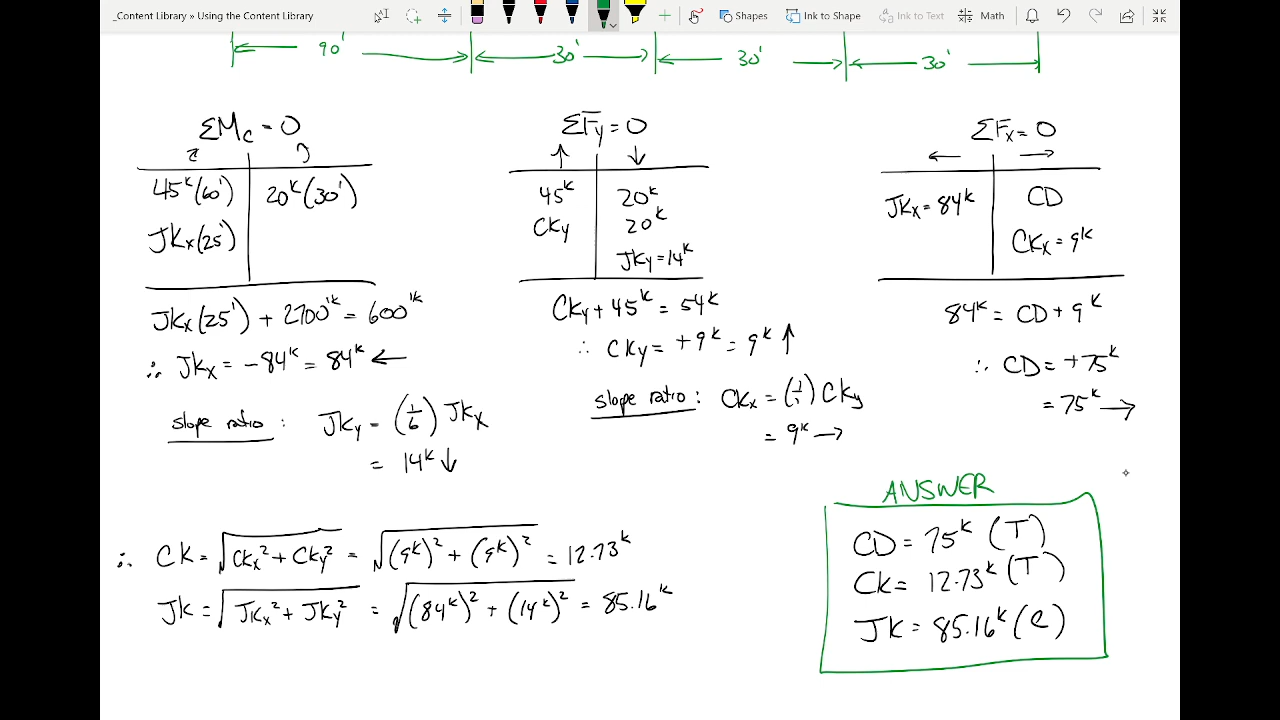 _Content Library » Using the Content Library
Shapes
Ink to Shape
Ink to Text
Math
90' 30' 30' 30'
ΣMc = 0
45ᵏ(60') 20ᵏ(30')
JKx(25')
JKx(25') + 2700'ᵏ = 600'ᵏ
∴ JKx = -84ᵏ = 84ᵏ ←
slope ratio : JKy = (1/6) JKx
= 14ᵏ ↓
ΣFy = 0
↑ ↓
45ᵏ 20ᵏ
CKy 20ᵏ
JKy = 14ᵏ
CKy + 45ᵏ = 54ᵏ
∴ CKy = +9ᵏ = 9ᵏ ↑
slope ratio : CKx = (1/1) CKy
= 9ᵏ →
ΣFx = 0
← →
JKx = 84ᵏ CD
CKx = 9ᵏ
84ᵏ = CD + 9ᵏ
∴ CD = +75ᵏ
= 75ᵏ →
∴ CK = √(CKx² + CKy²) = √((9ᵏ)² + (9ᵏ)²) = 12.73ᵏ
JK = √(JKx² + JKy²) = √((84ᵏ)² + (14ᵏ)²) = 85.16ᵏ
ANSWER
CD = 75ᵏ (T)
CK = 12.73ᵏ (T)
JK = 85.16ᵏ (C)